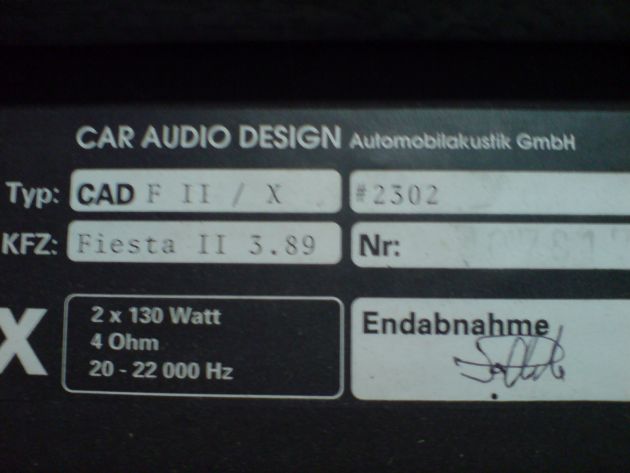 CAR AUDIO DESIGN Automobilakustik GmbH
Typ: CAD F II / X #2302
KFZ: Fiesta II 3.89 Nr:
X 2 x 130 Watt
4 Ohm
20 - 22 000 Hz
Endabnahme